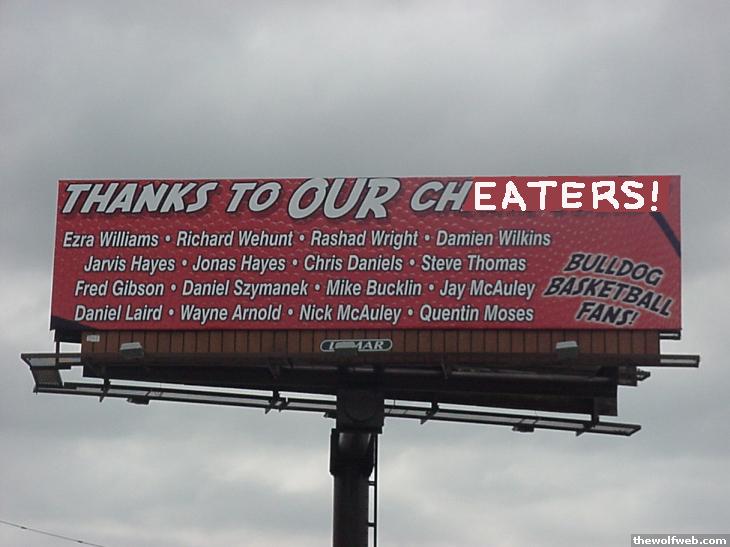 THANKS TO OUR CHEATERS!
Ezra Williams • Richard Wehunt • Rashad Wright • Damien Wilkins
Jarvis Hayes • Jonas Hayes • Chris Daniels • Steve Thomas
Fred Gibson • Daniel Szymanek • Mike Bucklin • Jay McAuley
Daniel Laird • Wayne Arnold • Nick McAuley • Quentin Moses
BULLDOG
BASKETBALL
FANS!
LAMAR
thewolfweb.com